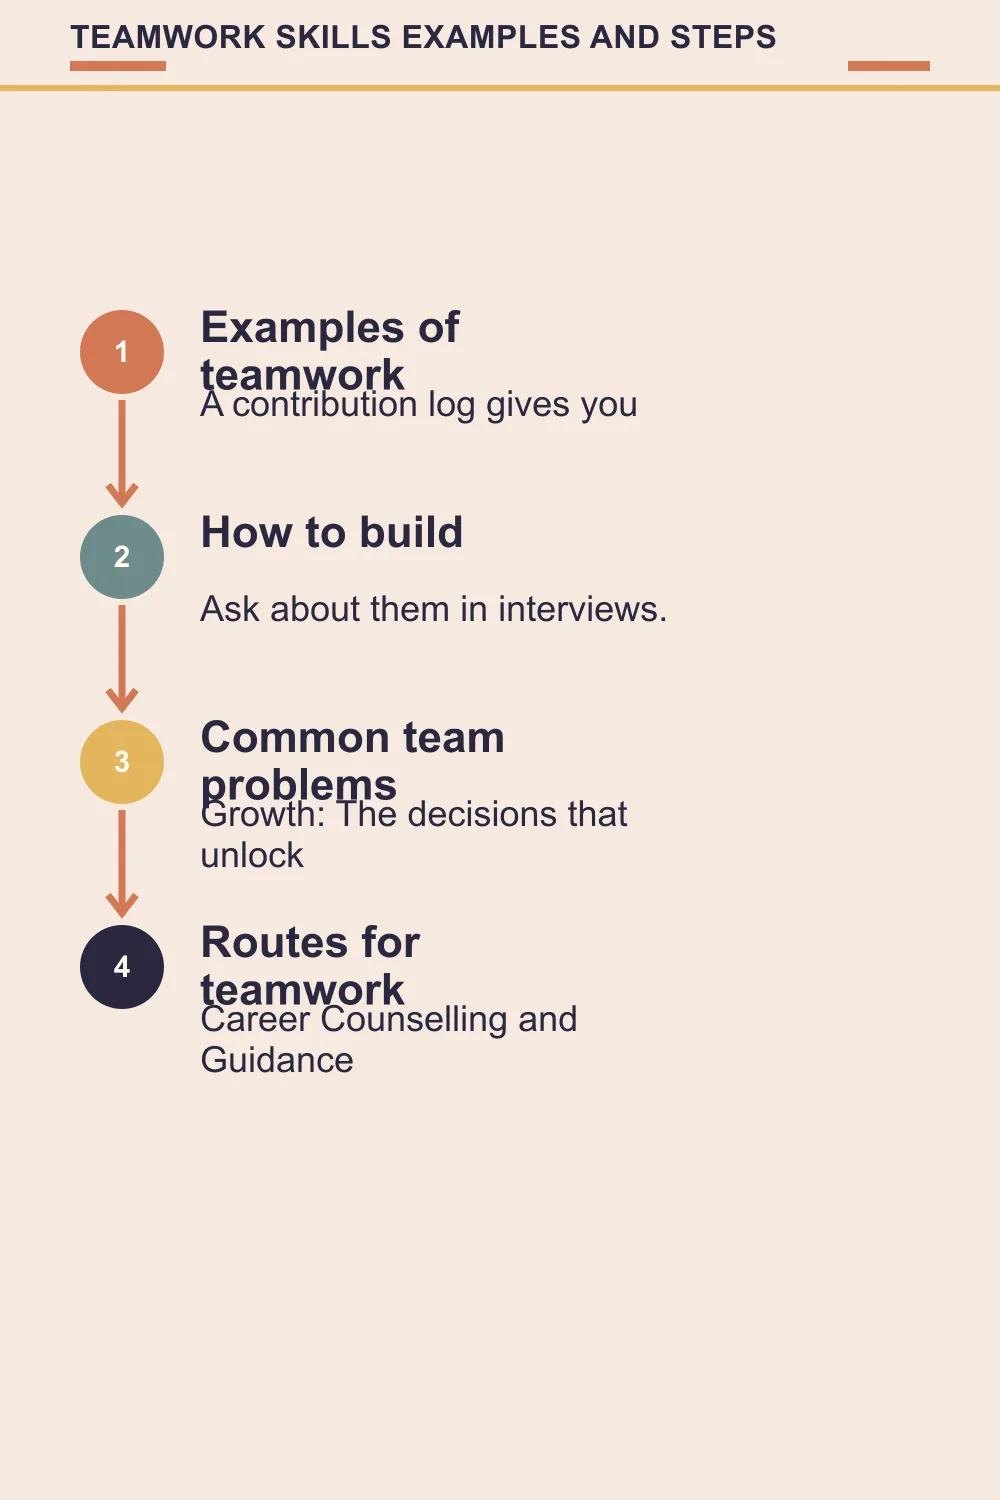 TEAMWORK SKILLS EXAMPLES AND STEPS
1
Examples of
teamwork
A contribution log gives you
2
How to build
Ask about them in interviews.
3
Common team
problems
Growth: The decisions that
unlock
4
Routes for
teamwork
Career Counselling and
Guidance